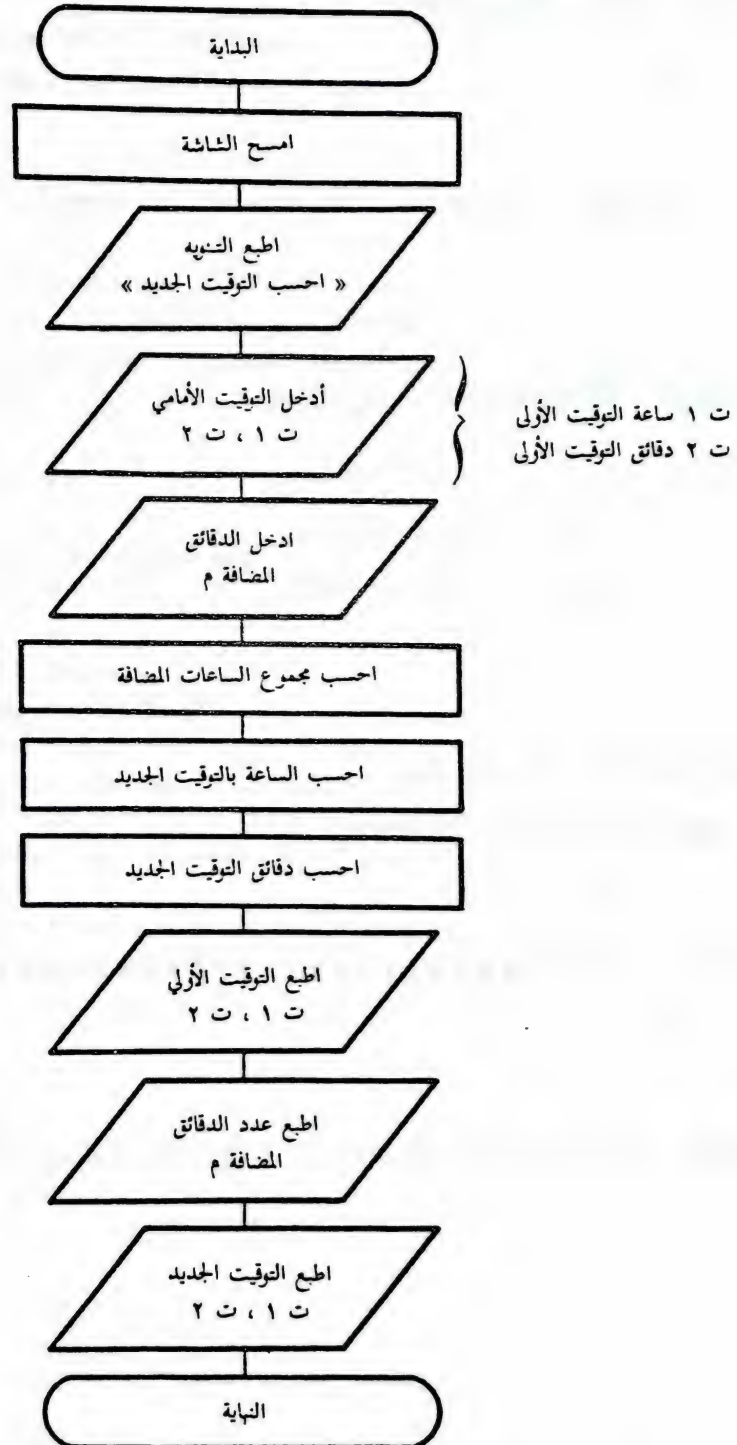 البداية
امسح الشاشة
اطبع التنويه
« احسب التوقيت الجديد »
أدخل التوقيت الأمامي
ت ١ ، ت ٢
ت ١ ساعة التوقيت الأولى
ت ٢ دقائق التوقيت الأولى
ادخل الدقائق
المضافة م
احسب مجموع الساعات المضافة
احسب الساعة بالتوقيت الجديد
احسب دقائق التوقيت الجديد
اطبع التوقيت الأولي
ت ١ ، ت ٢
اطبع عدد الدقائق
المضافة م
اطبع التوقيت الجديد
ت ١ ، ت ٢
النهاية